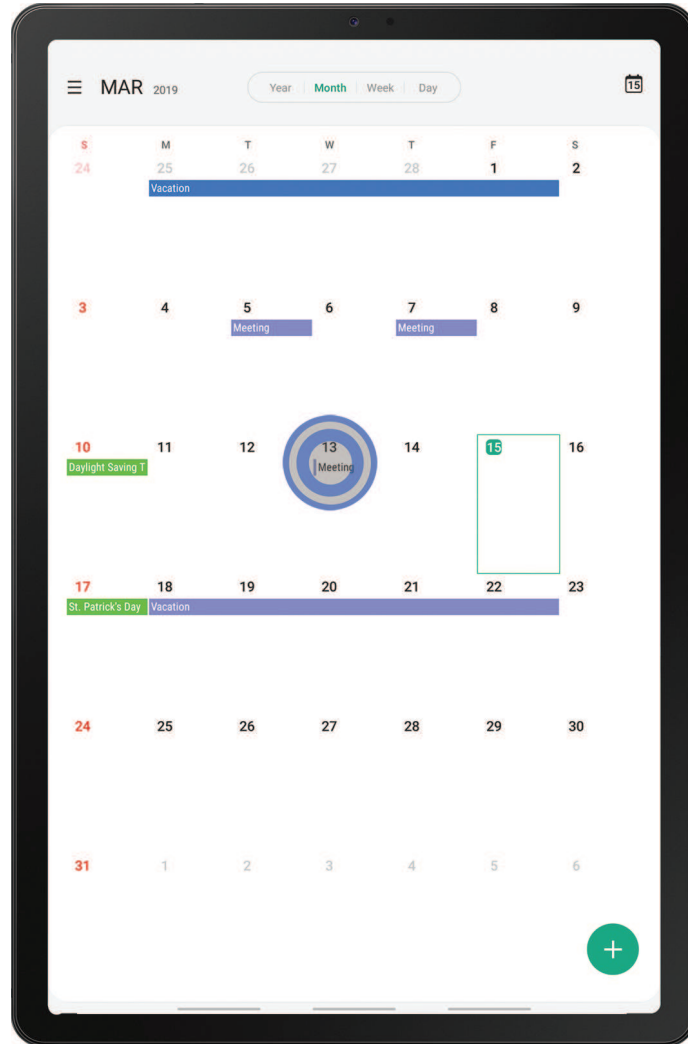 MAR 2019 Year Month Week Day 15
S M T W T F S
24 25 26 27 28 1 2
Vacation
3 4 5 6 7 8 9
Meeting Meeting
10 11 12 13 14 15 16
Daylight Saving T Meeting
17 18 19 20 21 22 23
St. Patrick's Day Vacation
24 25 26 27 28 29 30
31 1 2 3 4 5 6